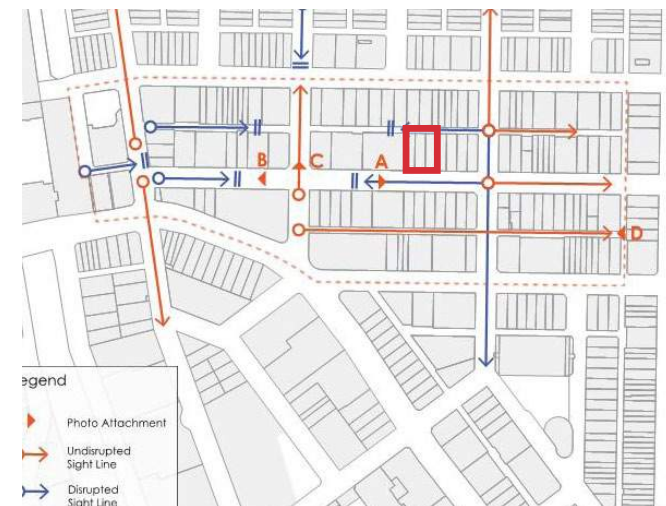 B
C
A
D
egend
Photo Attachment
Undisrupted
Sight Line
Disrupted
Sight Line